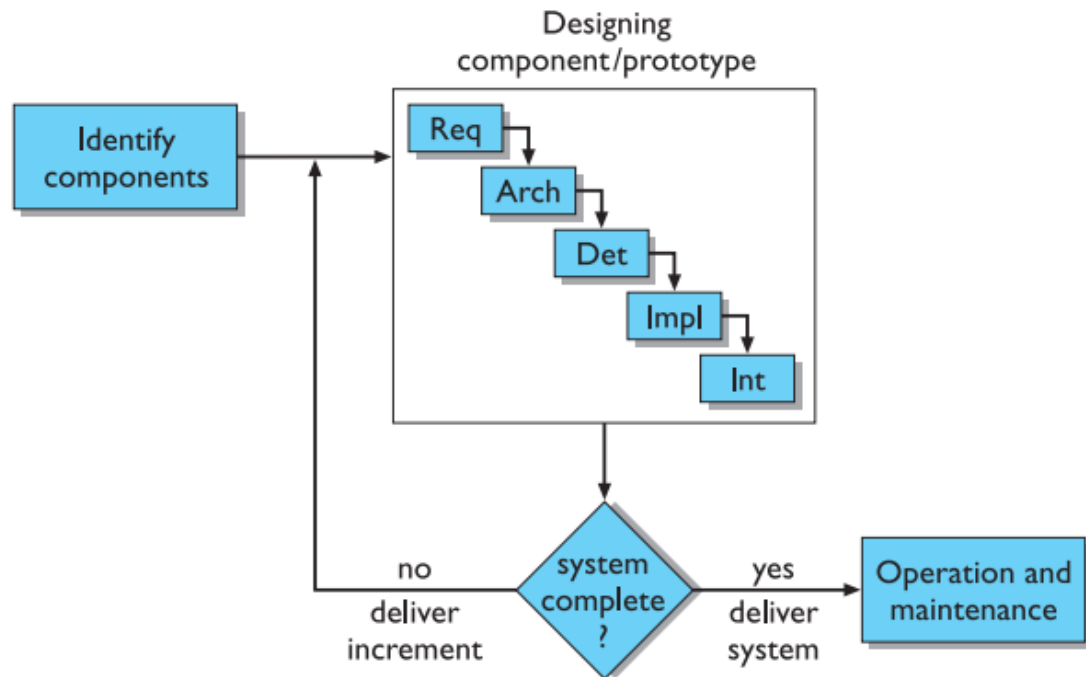 Designing
component/prototype
Identify
components
Req
Arch
Det
Impl
Int
system
complete
?
no
deliver
increment
yes
deliver
system
Operation and
maintenance